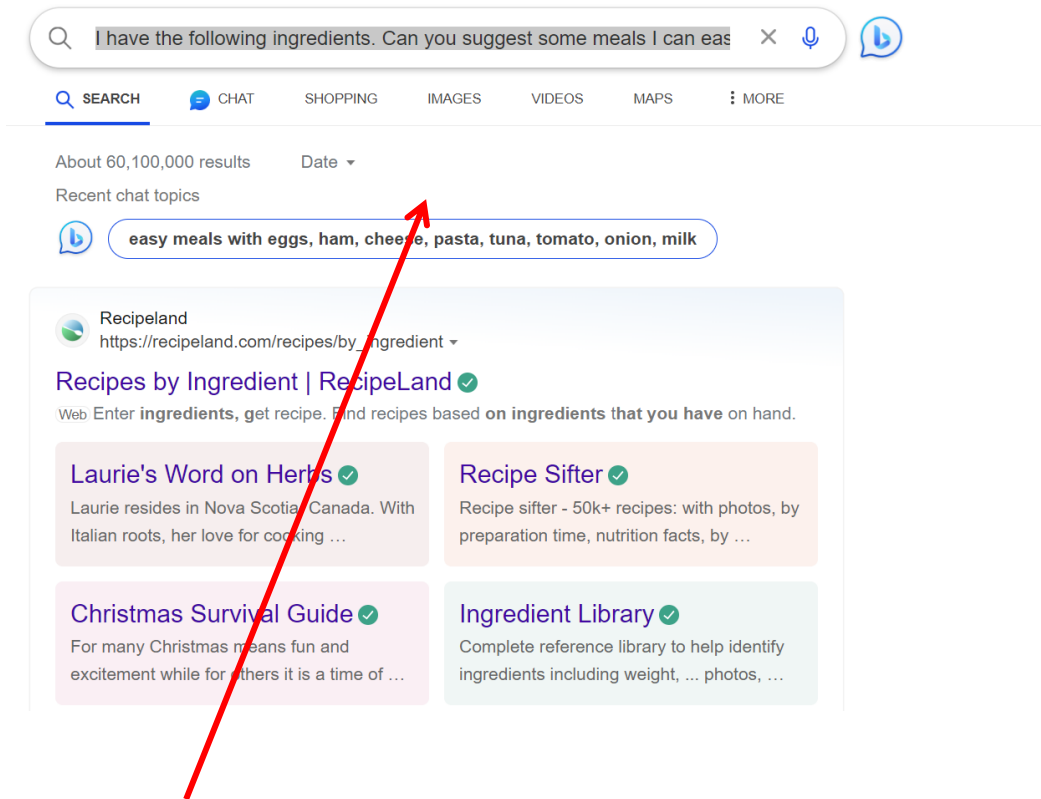 I have the following ingredients. Can you suggest some meals I can eas
SEARCH CHAT SHOPPING IMAGES VIDEOS MAPS MORE
About 60,100,000 results Date
Recent chat topics
easy meals with eggs, ham, cheese, pasta, tuna, tomato, onion, milk
Recipeland
https://recipeland.com/recipes/by_ingredient
Recipes by Ingredient | RecipeLand
Web Enter ingredients, get recipe. Find recipes based on ingredients that you have on hand.
Laurie's Word on Herbs
Laurie resides in Nova Scotia, Canada. With
Italian roots, her love for cooking …
Recipe Sifter
Recipe sifter - 50k+ recipes: with photos, by
preparation time, nutrition facts, by …
Christmas Survival Guide
For many Christmas means fun and
excitement while for others it is a time of …
Ingredient Library
Complete reference library to help identify
ingredients including weight, ... photos, …